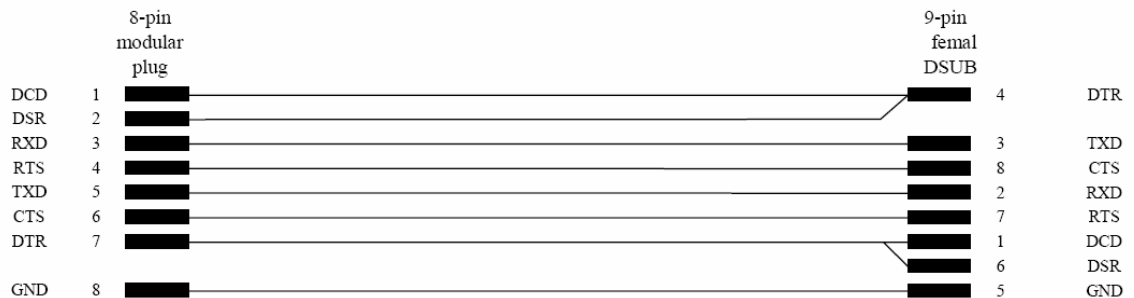 8-pin
modular
plug
9-pin
femal
DSUB
DCD 1 4 DTR
DSR 2
RXD 3 3 TXD
RTS 4 8 CTS
TXD 5 2 RXD
CTS 6 7 RTS
DTR 7 1 DCD
6 DSR
GND 8 5 GND